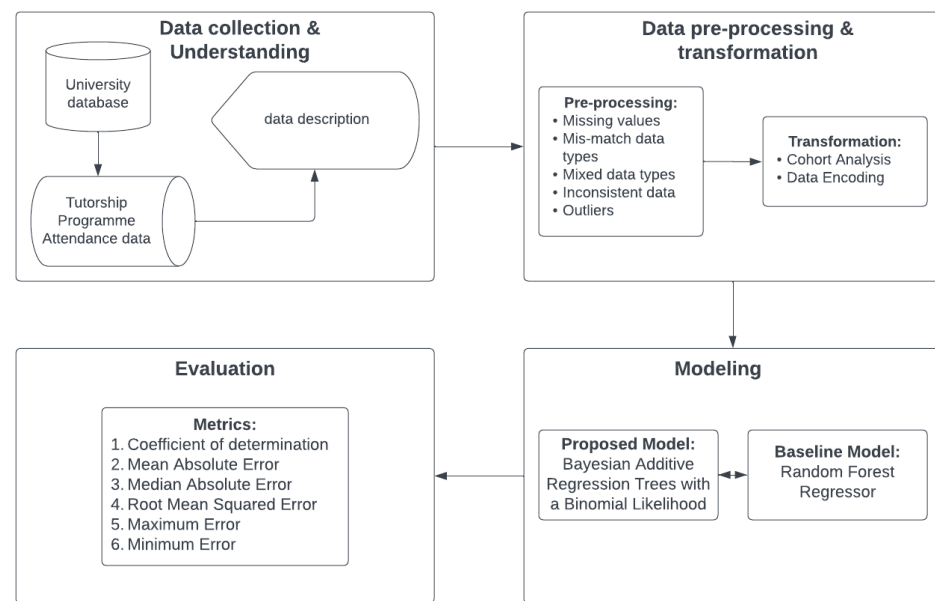 Data collection &
Understanding
University
database
data description
Tutorship
Programme
Attendance data
Data pre-processing &
transformation
Pre-processing:
• Missing values
• Mis-match data
types
• Mixed data types
• Inconsistent data
• Outliers
Transformation:
• Cohort Analysis
• Data Encoding
Modeling
Proposed Model:
Bayesian Additive
Regression Trees with
a Binomial Likelihood
Baseline Model:
Random Forest
Regressor
Evaluation
Metrics:
1. Coefficient of determination
2. Mean Absolute Error
3. Median Absolute Error
4. Root Mean Squared Error
5. Maximum Error
6. Minimum Error